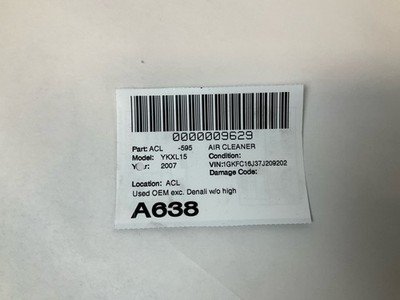 0000009629
Part: ACL -595 AIR CLEANER
Model: YKXL15 Condition:
2007 VIN:1GKFC16J37J209202
Damage Code:
Location: ACL
Used OEM exc. Denali w/o high
A638